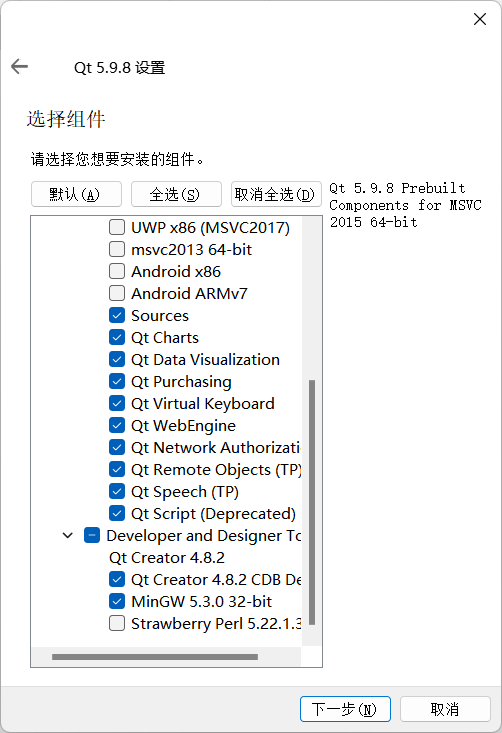 Qt 5.9.8 设置
选择组件
请选择您想要安装的组件。
默认(A)
全选(S)
取消全选(D)
Qt 5.9.8 Prebuilt
Components for MSVC
2015 64-bit
UWP x86 (MSVC2017)
msvc2013 64-bit
Android x86
Android ARMv7
Sources
Qt Charts
Qt Data Visualization
Qt Purchasing
Qt Virtual Keyboard
Qt WebEngine
Qt Network Authorizati
Qt Remote Objects (TP)
Qt Speech (TP)
Qt Script (Deprecated)
Developer and Designer To
Qt Creator 4.8.2
Qt Creator 4.8.2 CDB De
MinGW 5.3.0 32-bit
Strawberry Perl 5.22.1.3
下一步(N)
取消